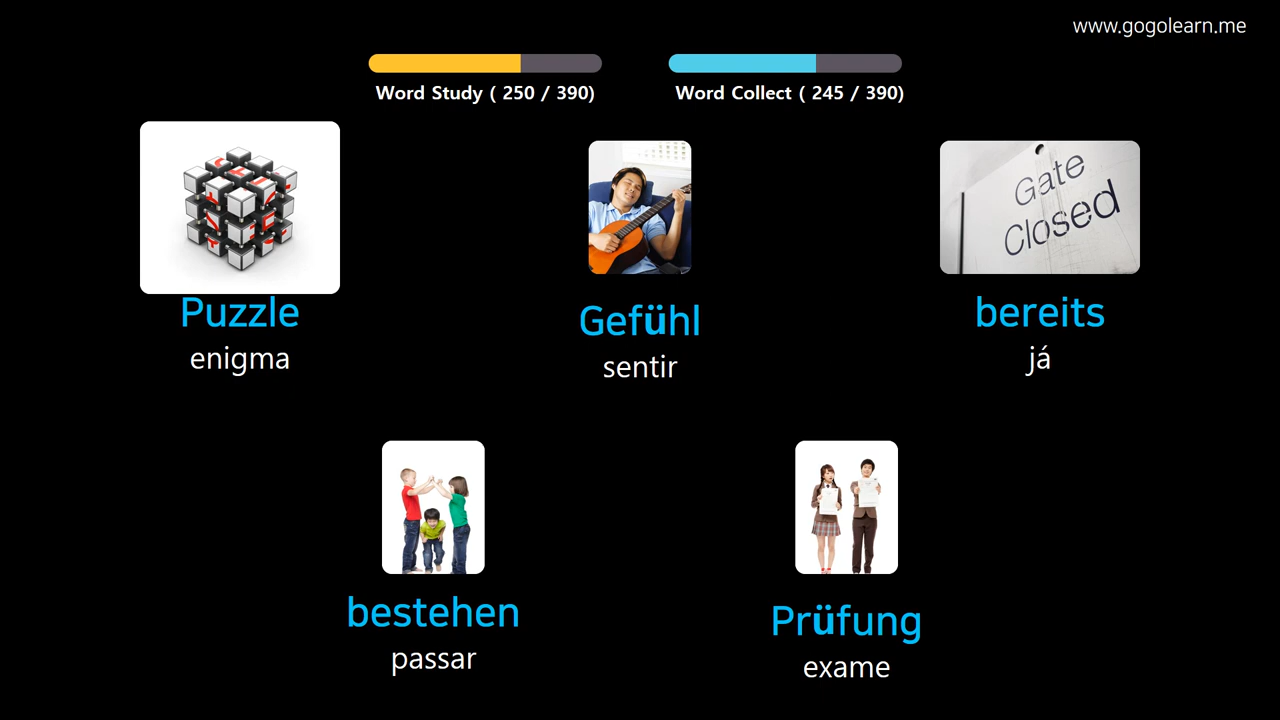 www.gogolearn.me
Word Study ( 250 / 390)
Word Collect ( 245 / 390)
Gate
Closed
Puzzle
enigma
Gefühl
sentir
bereits
já
bestehen
passar
Prüfung
exame